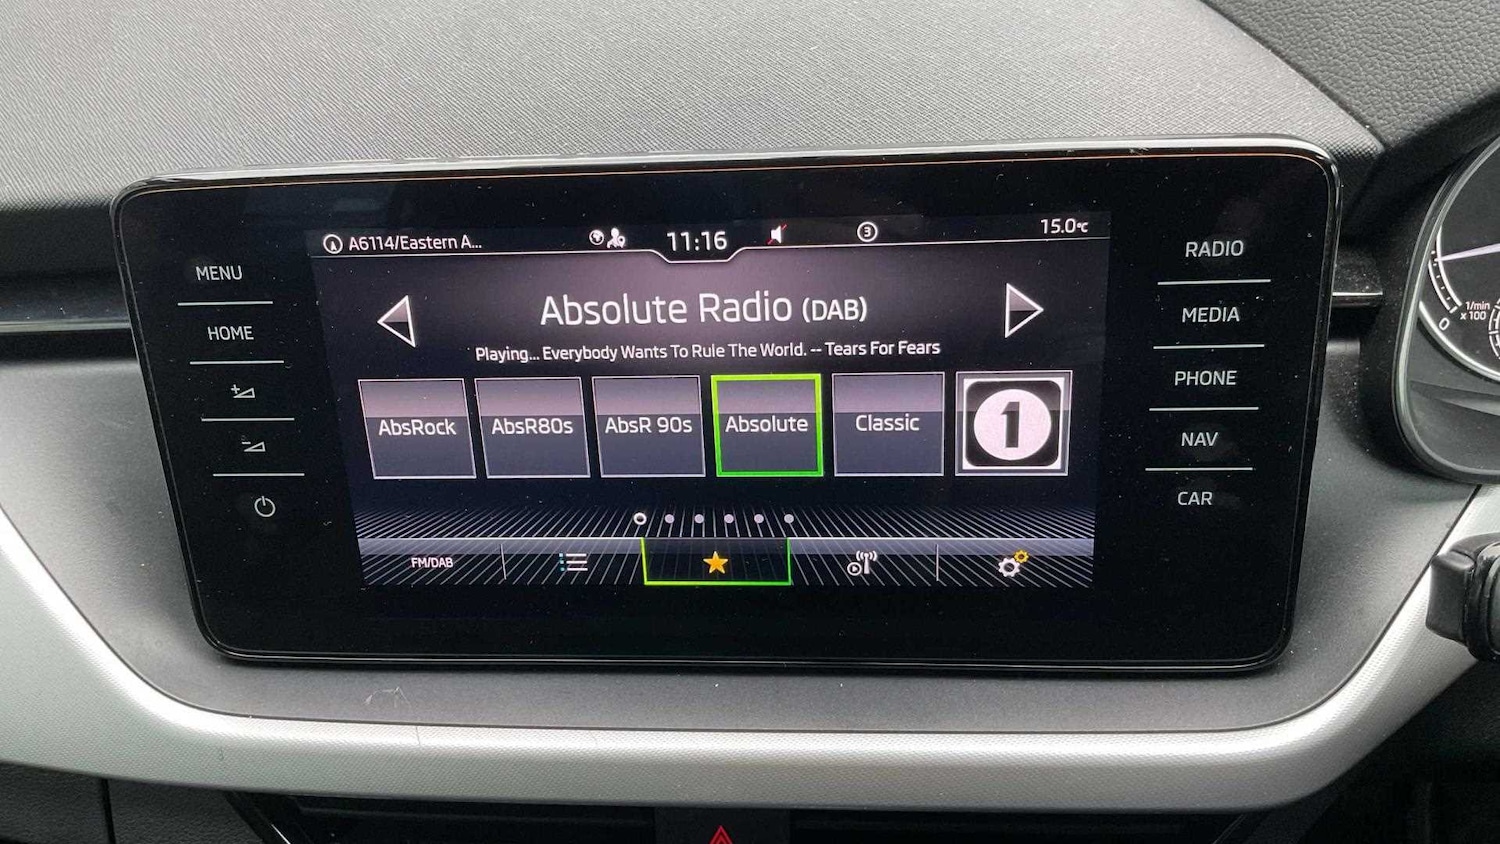 A6114/Eastern A...
11:16
3
15.0°C
MENU
HOME
RADIO
MEDIA
PHONE
NAV
CAR
Absolute Radio (DAB)
Playing... Everybody Wants To Rule The World. -- Tears For Fears
AbsRock
AbsR80s
AbsR 90s
Absolute
Classic
1
FM/DAB
1/min
x 100
0